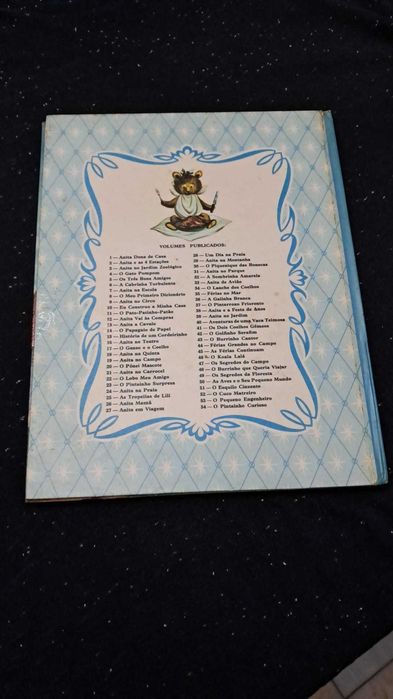 VOLUMES PUBLICADOS:
1 — Anita Dona de Casa
2 — Anita e as 4 Estações
3 — Anita no Jardim Zoológico
4 — O Gato Pompom
5 — Os Três Bons Amigos
6 — A Cabrinha Turbulenta
7 — Anita na Escola
8 — O Meu Primeiro Dicionário
9 — Anita no Circo
10 — Eu Construo a Minha Casa
11 — O Pato-Patinho-Patão
12 — Anita Vai às Compras
13 — Anita a Cavalo
14 — O Papagaio de Papel
15 — História de um Cordeirinho
16 — Anita no Teatro
17 — O Ganso e o Coelho
18 — Anita na Quinta
19 — Anita no Campo
20 — O Pónei Mascote
21 — Anita no Carrocel
22 — O Lobo Meu Amigo
23 — O Pintainho Surpresa
24 — Anita na Praia
25 — As Tropelias de Lili
26 — Anita Mamã
27 — Anita em Viagem
28 — Um Dia na Praia
29 — Anita na Montanha
30 — O Piquenique das Bonecas
31 — Anita no Parque
32 — A Sombrinha Amarela
33 — Anita de Avião
34 — O Lancha dos Coelhos
35 — Férias no Mar
36 — A Galinha Branca
37 — O Pintarroxo Friorento
38 — Anita e a Festa de Anos
39 — Anita no Jardim
40 — Aventuras de uma Vaca Teimosa
41 — Os Dois Coelhos Gémeos
42 — O Golfinho Serafim
43 — O Burrinho Cantor
44 — Férias Grandes no Campo
45 — As Férias Continuam
46 — O Koala Lalá
47 — Os Segredos do Campo
48 — O Burrinho que Queria Viajar
49 — Os Segredos da Floresta
50 — As Aves e o Seu Pequeno Mundo
51 — O Esquilo Cinzento
52 — O Cuco Matreiro
53 — O Pequeno Engenheiro
54 — O Pintainho Curioso